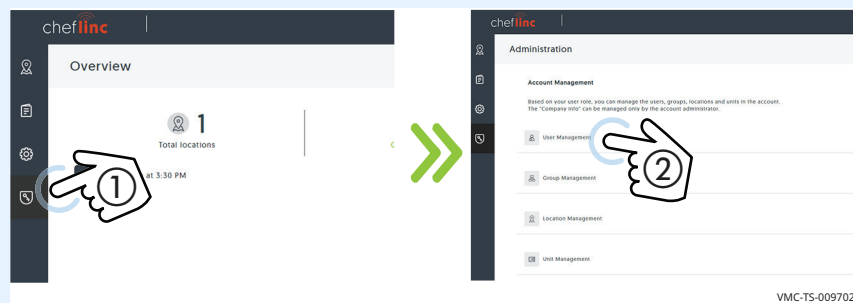 cheflinc
Overview
1
Total locations
at 3:30 PM
1
cheflinc
Administration
Account Management
Based on your user role, you can manage the users, groups, locations and units in the account.
The "Company Info" can be managed only by the account administrator.
User Management
2
Group Management
Location Management
Unit Management
VMC-TS-009702